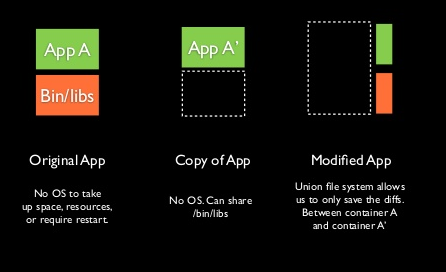 App A
Bin/libs
Original App
No OS to take
up space, resources,
or require restart.
App A’
Copy of App
No OS. Can share
/bin/libs
Modified App
Union file system allows
us to only save the diffs.
Between container A
and container A’